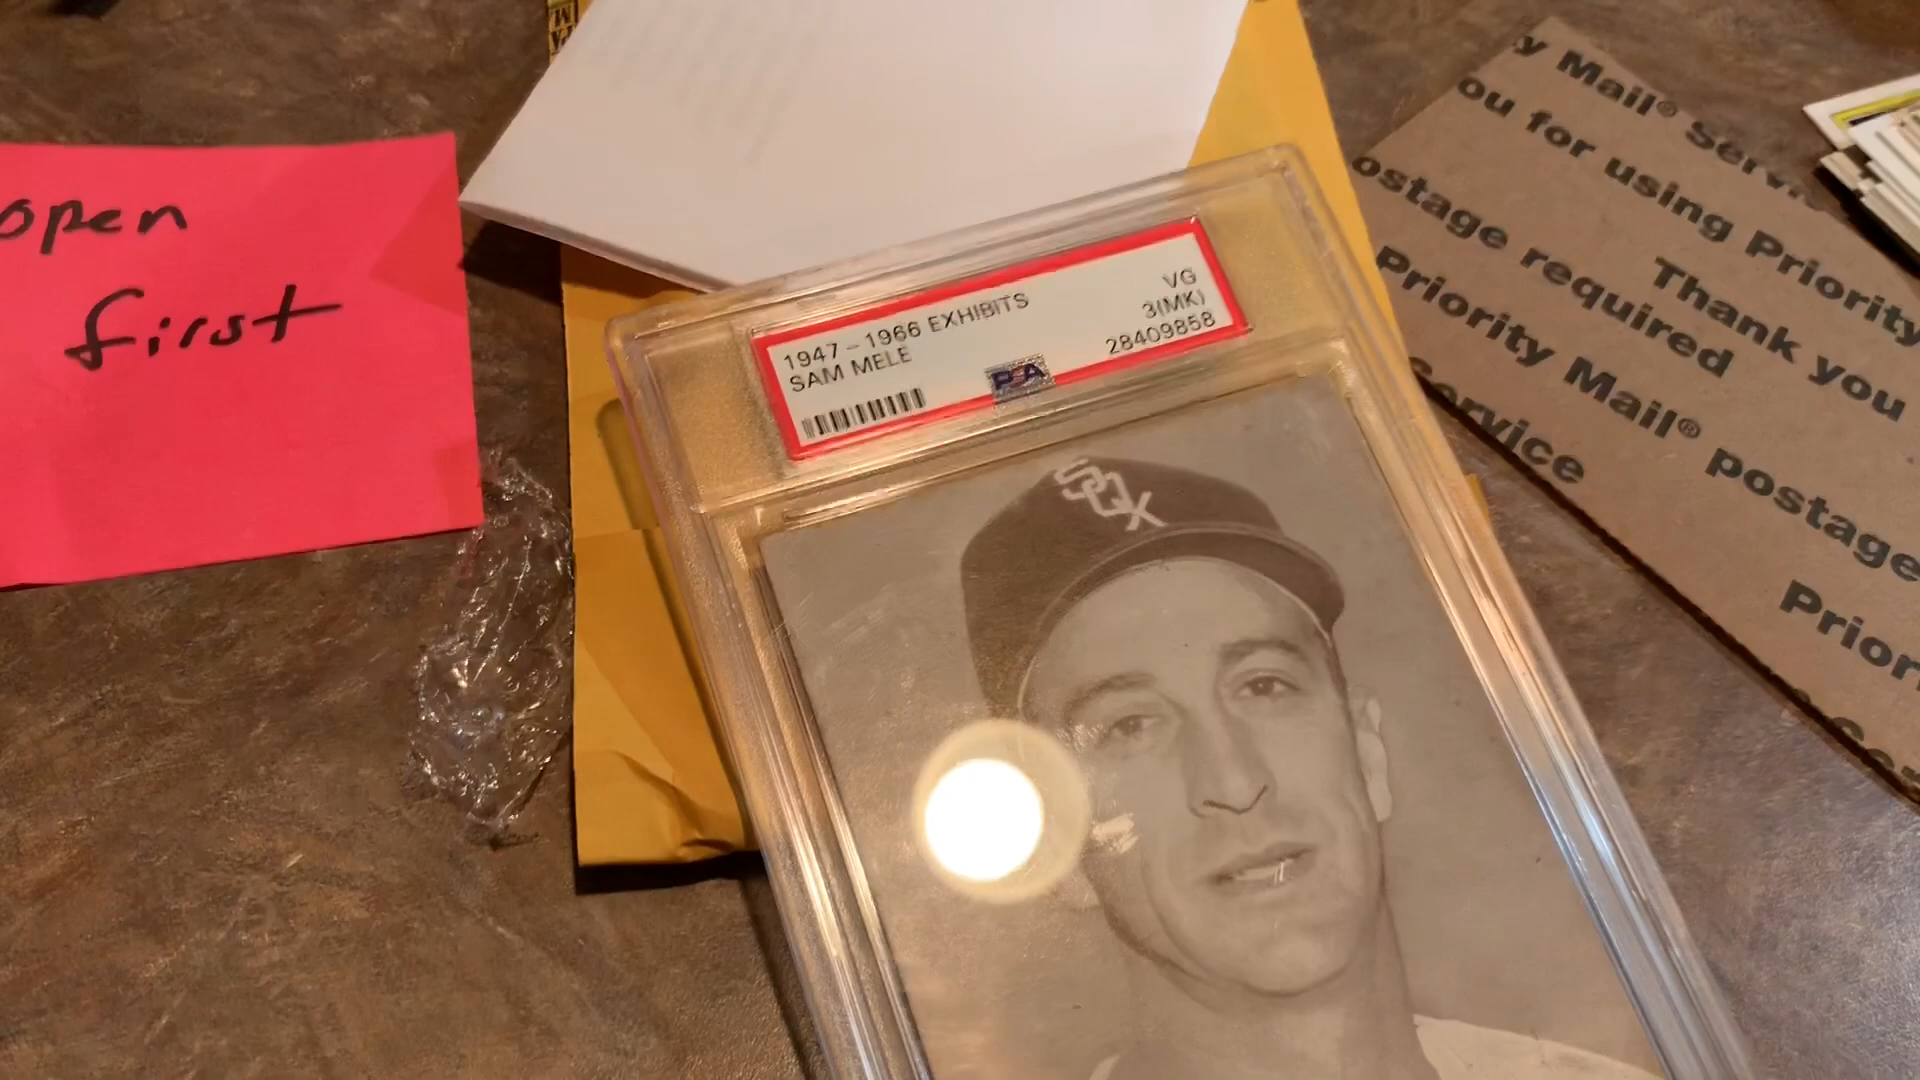 open
first
1947-1966 EXHIBITS
SAM MELE
VG
3(MK)
28409858
PSA
SOX
y Mail® Serv
ou for using Priority
ostage required
Thank you
Priority Mail® postage
Service
Prior